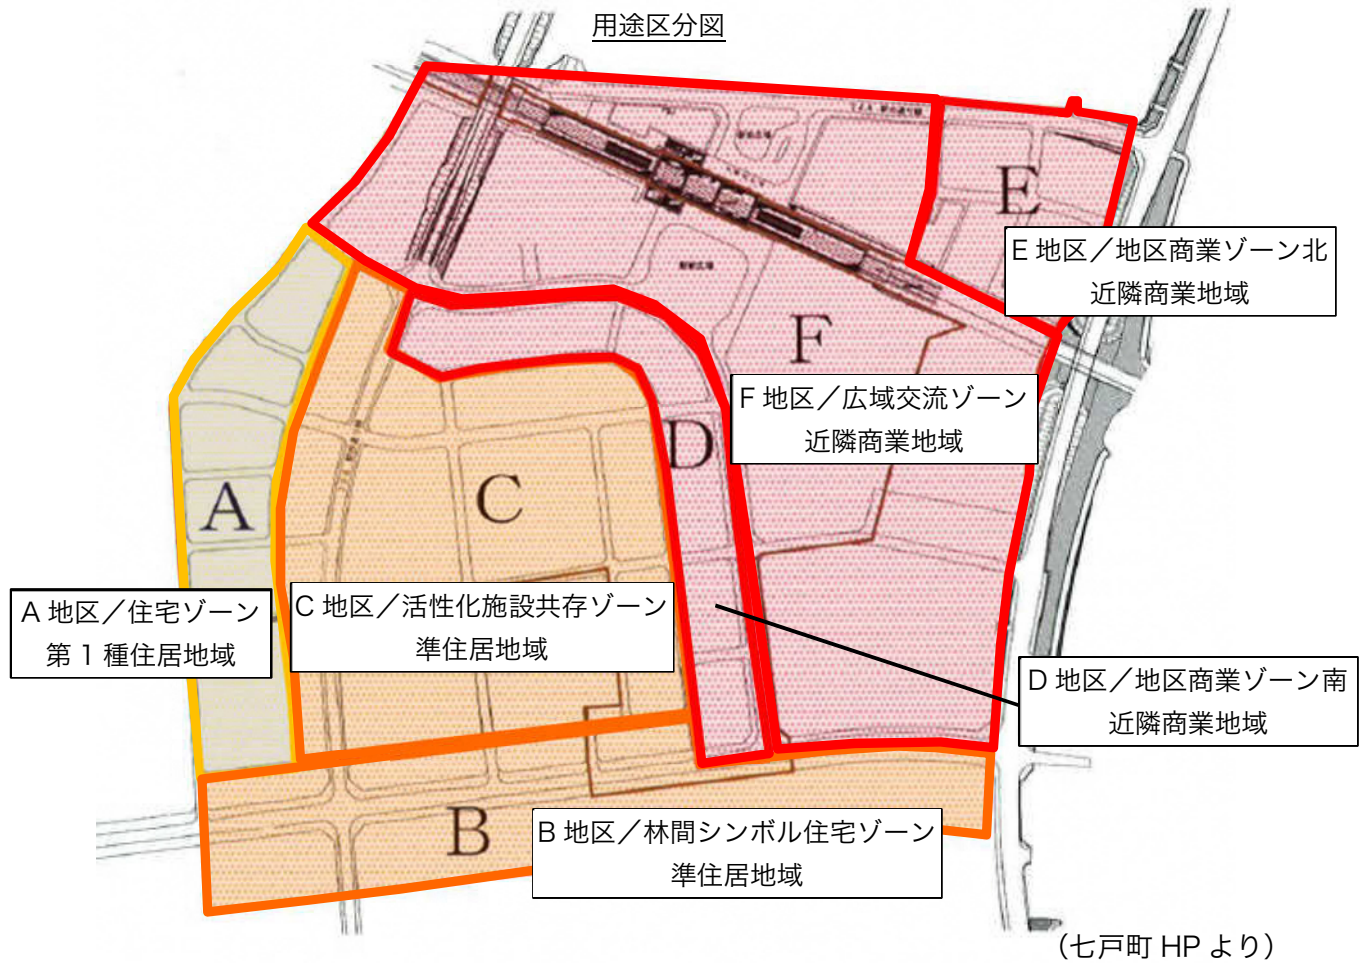 用途区分図
E
E 地区／地区商業ゾーン北
近隣商業地域
F
F 地区／広域交流ゾーン
近隣商業地域
D
C
A
A 地区／住宅ゾーン
第 1 種住居地域
C 地区／活性化施設共存ゾーン
準住居地域
D 地区／地区商業ゾーン南
近隣商業地域
B
B 地区／林間シンボル住宅ゾーン
準住居地域
（七戸町 HP より）